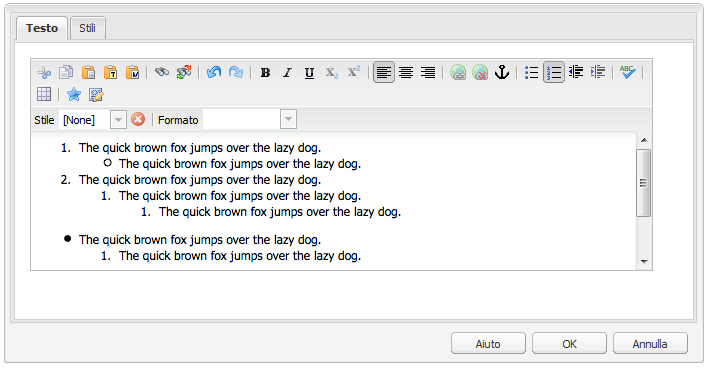 Testo Stili
B I U X₂ X² ABC
Stile [None] Formato
1. The quick brown fox jumps over the lazy dog.
The quick brown fox jumps over the lazy dog.
2. The quick brown fox jumps over the lazy dog.
1. The quick brown fox jumps over the lazy dog.
1. The quick brown fox jumps over the lazy dog.
The quick brown fox jumps over the lazy dog.
1. The quick brown fox jumps over the lazy dog.
Aiuto OK Annulla